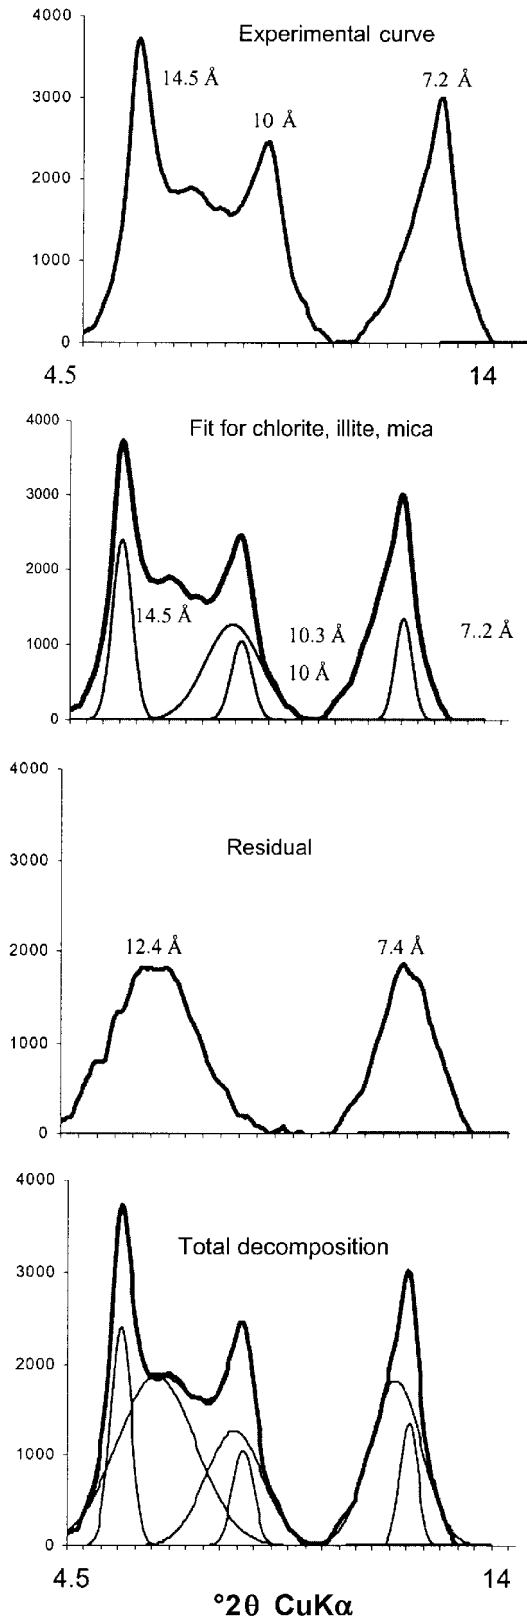 4000
Experimental curve
14.5 Å
7.2 Å
10 Å
3000
2000
1000
0
4.5
14
4000
Fit for chlorite, illite, mica
3000
2000
14.5 Å
10.3 Å
7..2 Å
1000
10 Å
0
4000
Residual
3000
12.4 Å
7.4 Å
2000
1000
0
4000
Total decomposition
3000
2000
1000
0
4.5
14
°2θ CuKα